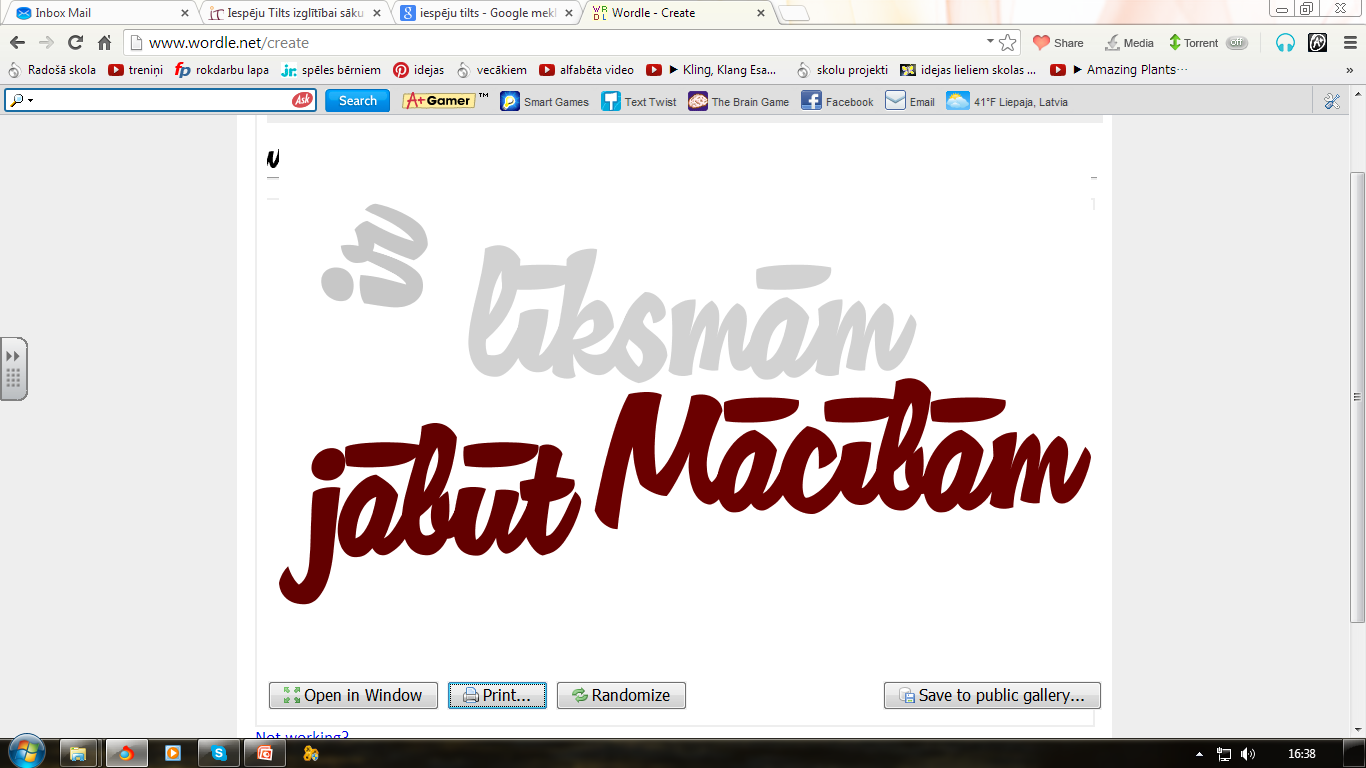 Inbox Mail
Iespēju Tilts izglītībai sāku
iespēju tilts - Google mekl
Wordle - Create
www.wordle.net/create
Share
Media
Torrent
off
Radošā skola
treniņi
rokdarbu lapa
spēles bērniem
idejas
vecākiem
alfabēta video
► Kling, Klang Esa...
skolu projekti
idejas lieliem skolas ...
► Amazing Plants···
»
Ask
Search
A+Gamer™
Smart Games
Text Twist
The Brain Game
Facebook
Email
41°F Liepaja, Latvia
līksmām
jābūt
Mācībām
Open in Window
Print...
Randomize
Save to public gallery...
Not working?
16:38